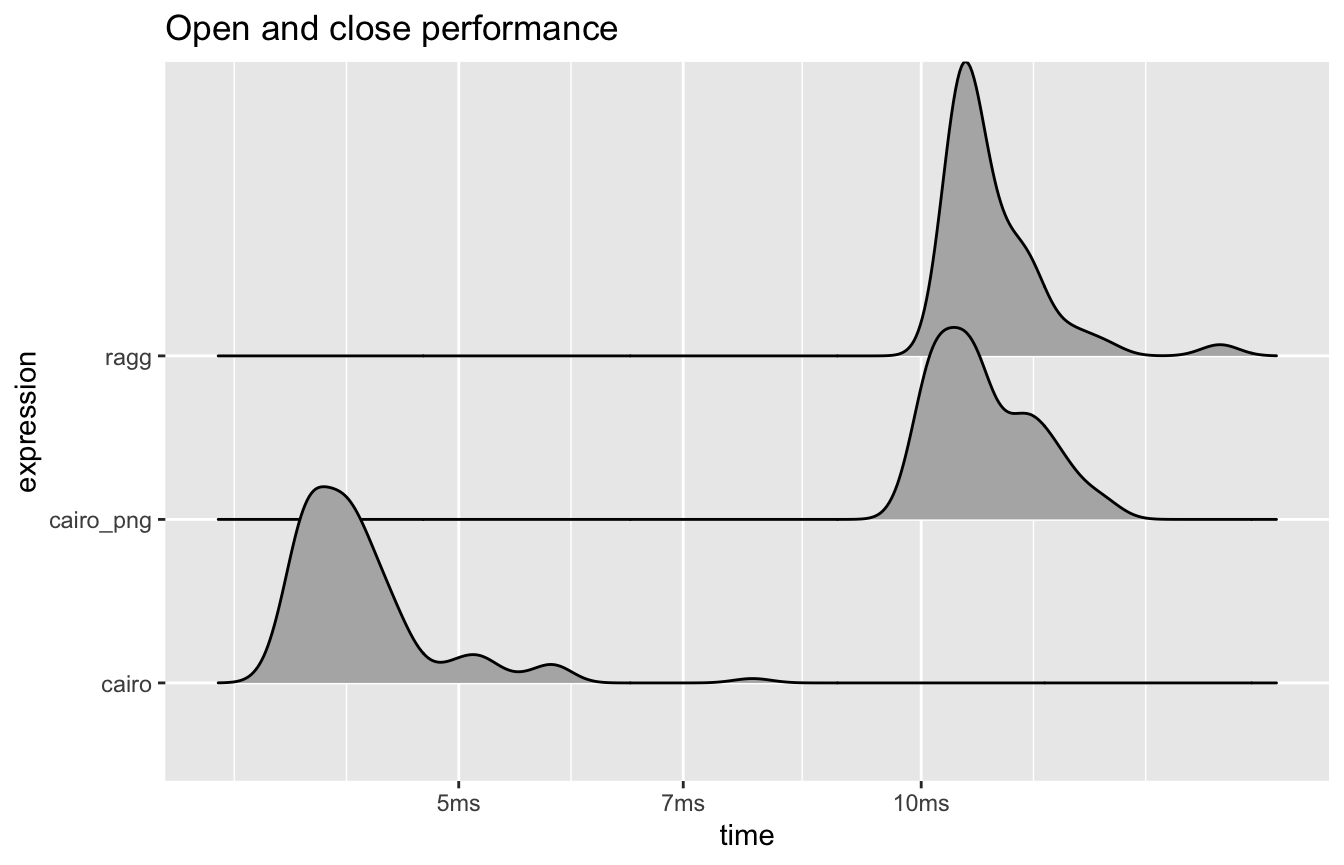 Open and close performance
expression
ragg
cairo_png
cairo
5ms 7ms 10ms
time